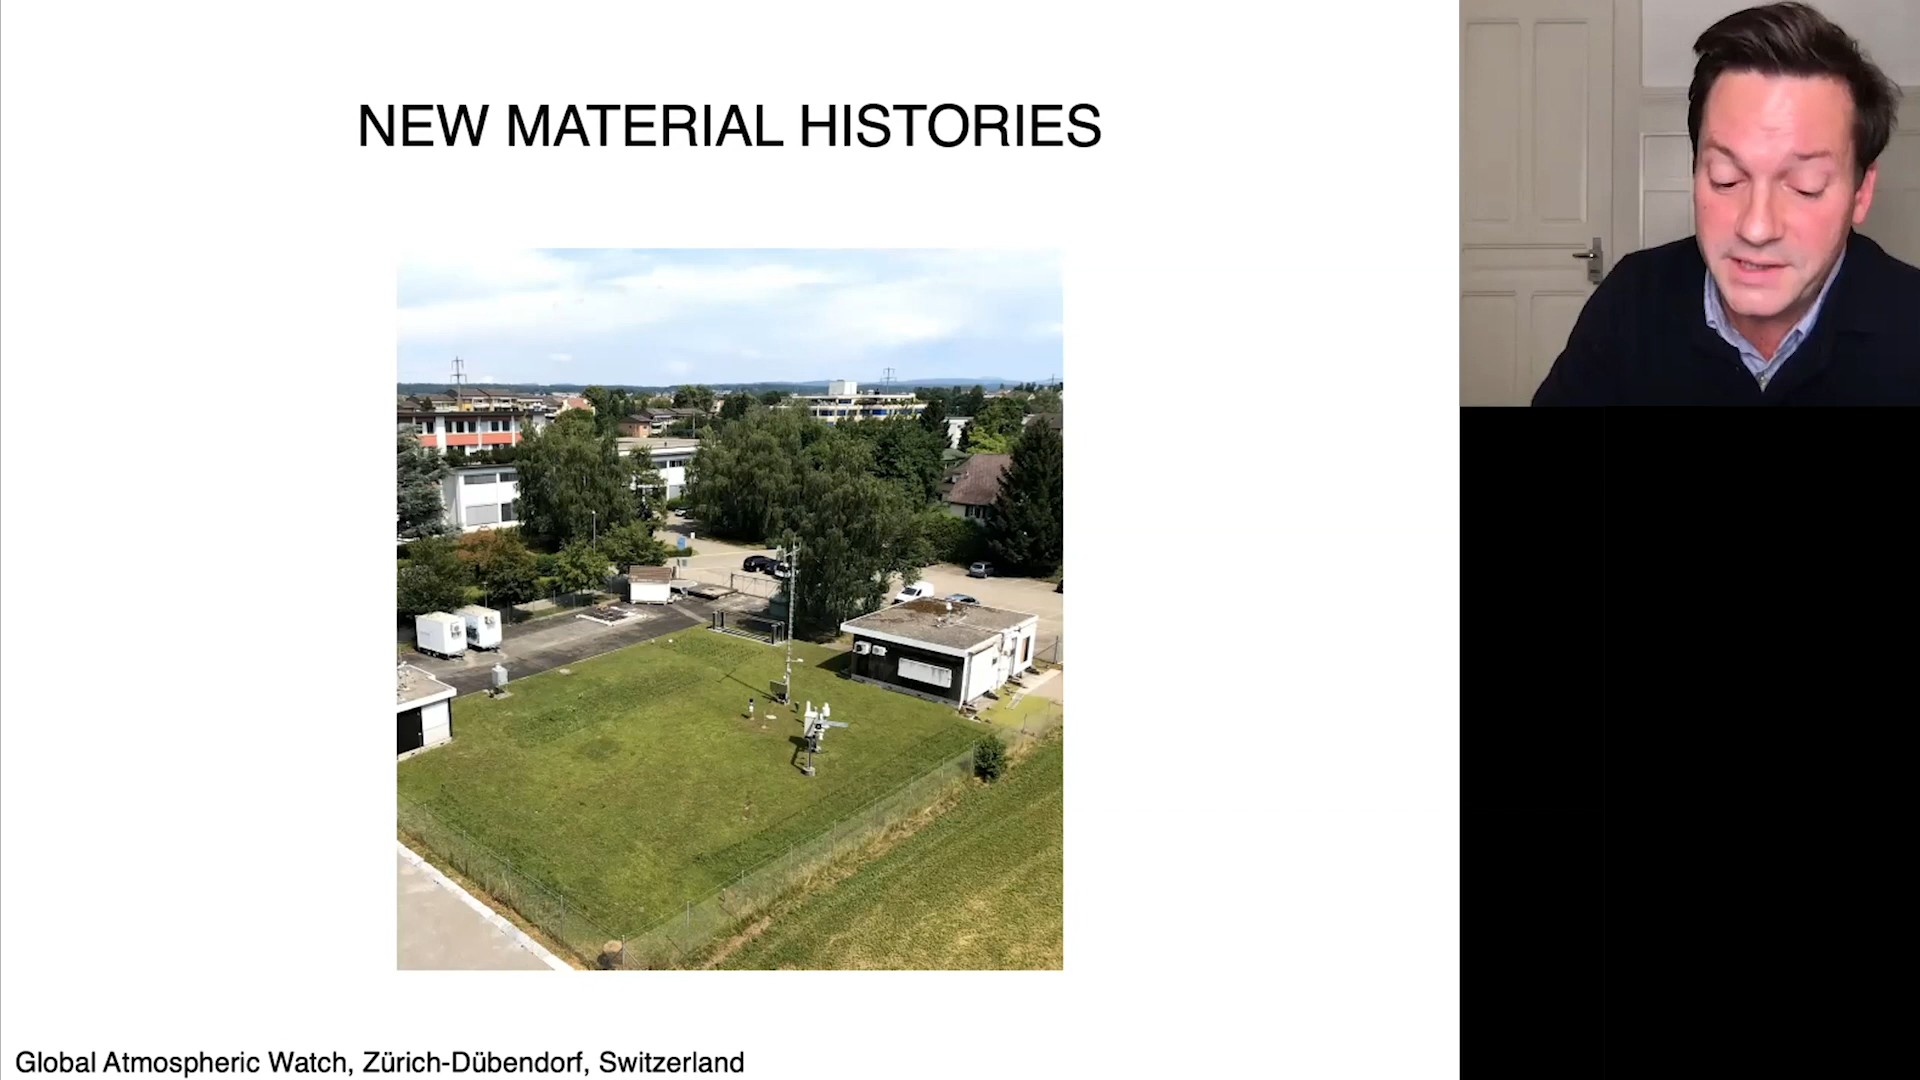 NEW MATERIAL HISTORIES
Global Atmospheric Watch, Zürich-Dübendorf, Switzerland